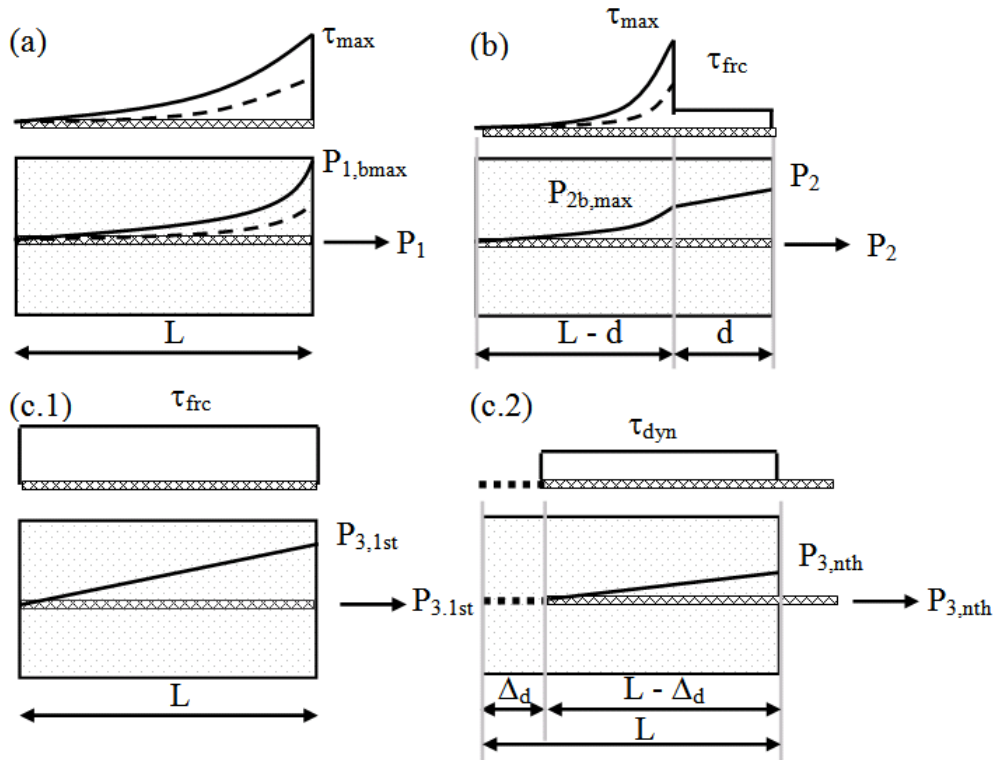 (a)
τmax
P1,bmax
P1
L
(b)
τmax
τfrc
P2b,max
P2
P2
L - d
d
(c.1)
τfrc
P3,1st
P3.1st
L
(c.2)
τdyn
P3,nth
P3,nth
Δd
L - Δd
L